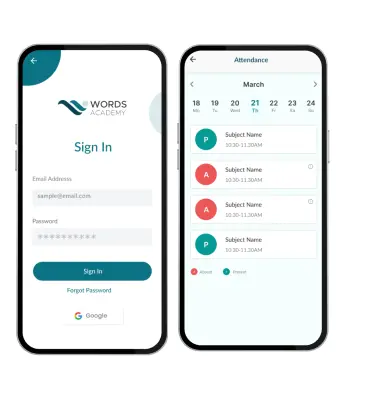 WORDS
ACADEMY
Sign In
Email Addresss
sample@email.com
Password
**********
Sign In
Forgot Password
Google
Attendance
March
18 19 20 21 22 23 24
Mo Tu We Th Fr Sa Su
P Subject Name
10.30-11.30AM
A Subject Name
10.30-11.30AM
A Subject Name
10.30-11.30AM
P Subject Name
10.30-11.30AM
Absent Present